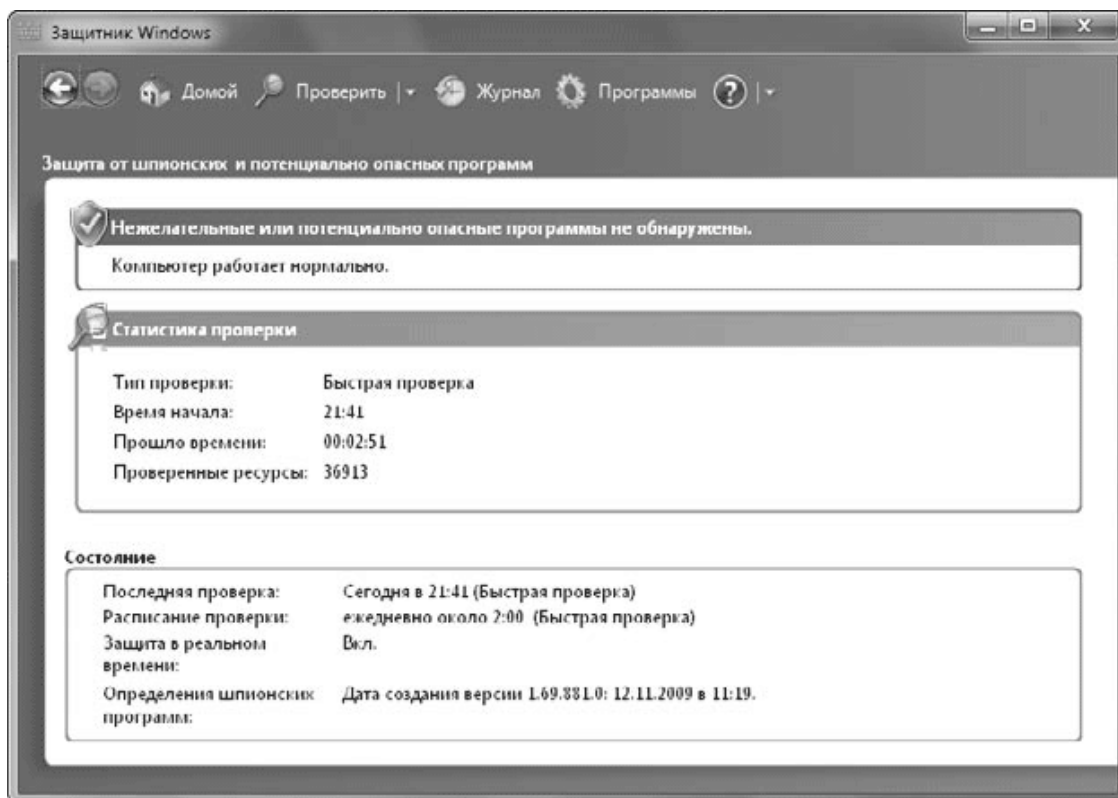 Защитник Windows
Домой Проверить Журнал Программы ?
Защита от шпионских и потенциально опасных программ
Нежелательные или потенциально опасные программы не обнаружены.
Компьютер работает нормально.
Статистика проверки
Тип проверки: Быстрая проверка
Время начала: 21:41
Прошло времени: 00:02:51
Проверенные ресурсы: 36913
Состояние
Последняя проверка: Сегодня в 21:41 (Быстрая проверка)
Расписание проверки: ежедневно около 2:00 (Быстрая проверка)
Защита в реальном Вкл.
времени:
Определения шпионских Дата создания версии 1.69.881.0: 12.11.2009 в 11:19.
программ: